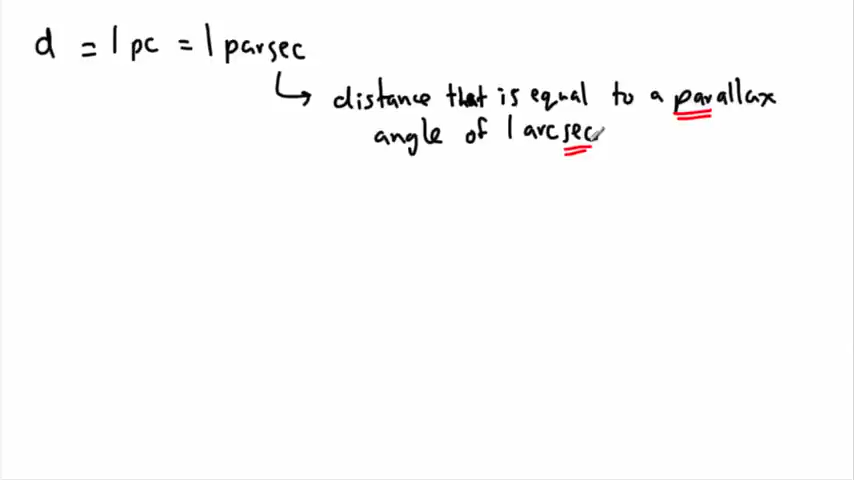 d = 1 pc = 1 parsec
distance that is equal to a parallax
angle of 1 arcsec